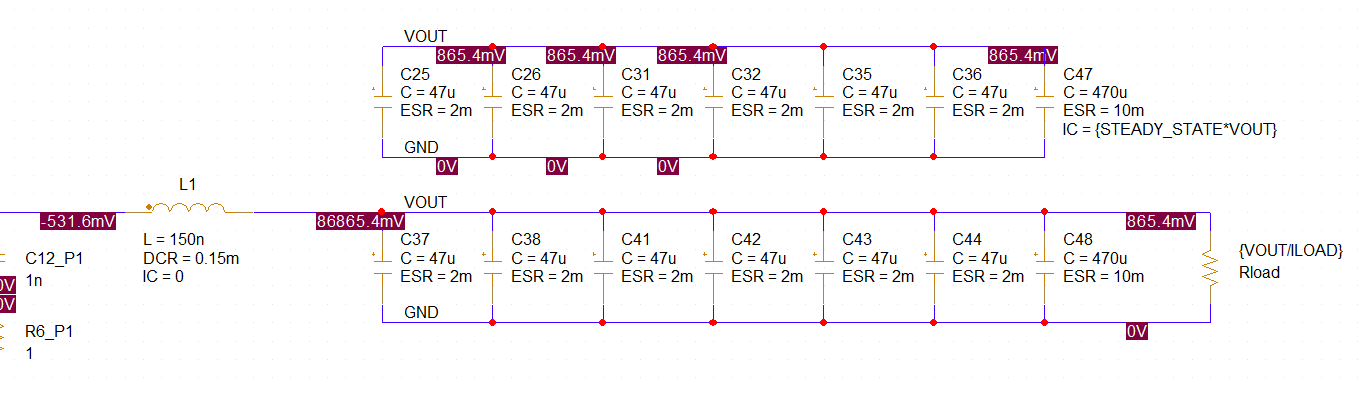 VOUT
865.4mV 865.4mV 865.4mV 865.4mV
C25 C26 C31 C32 C35 C36 C47
C = 47u C = 47u C = 47u C = 47u C = 47u C = 47u C = 470u
ESR = 2m ESR = 2m ESR = 2m ESR = 2m ESR = 2m ESR = 2m ESR = 10m
IC = {STEADY_STATE*VOUT}
GND
0V 0V 0V
L1
VOUT
-531.6mV 86865.4mV 865.4mV
L = 150n
DCR = 0.15m
IC = 0
C37 C38 C41 C42 C43 C44 C48
C = 47u C = 47u C = 47u C = 47u C = 47u C = 47u C = 470u
ESR = 2m ESR = 2m ESR = 2m ESR = 2m ESR = 2m ESR = 2m ESR = 10m
{VOUT/ILOAD}
Rload
C12_P1
1n
0V
0V
GND
0V
R6_P1
1